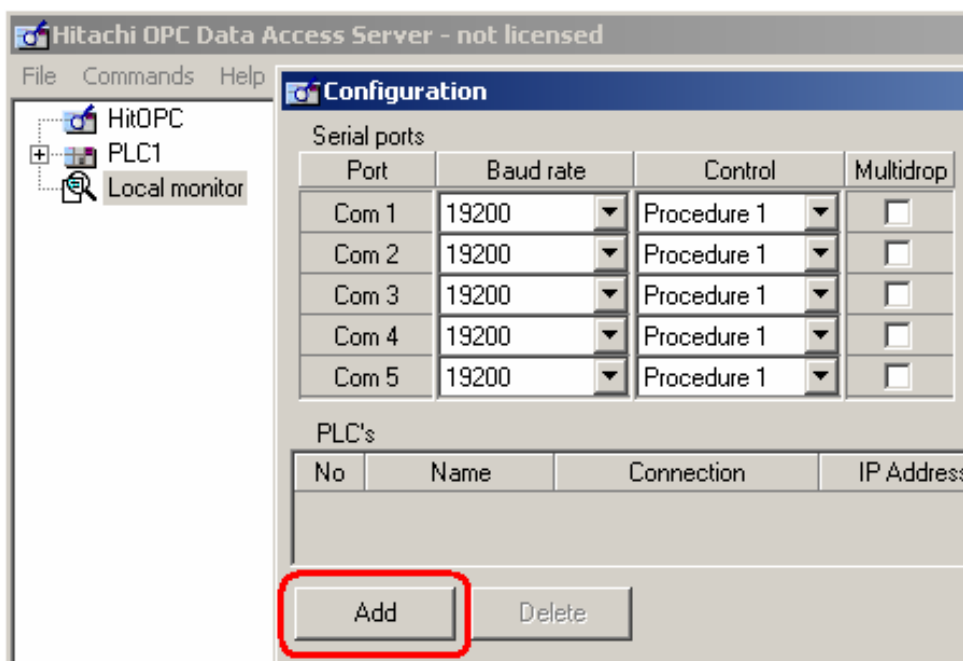 Hitachi OPC Data Access Server - not licensed
File Commands Help
HitOPC
PLC1
Local monitor
Configuration
Serial ports
Port Baud rate Control Multidrop
Com 1 19200 Procedure 1
Com 2 19200 Procedure 1
Com 3 19200 Procedure 1
Com 4 19200 Procedure 1
Com 5 19200 Procedure 1
PLC's
No Name Connection IP Address
Add Delete